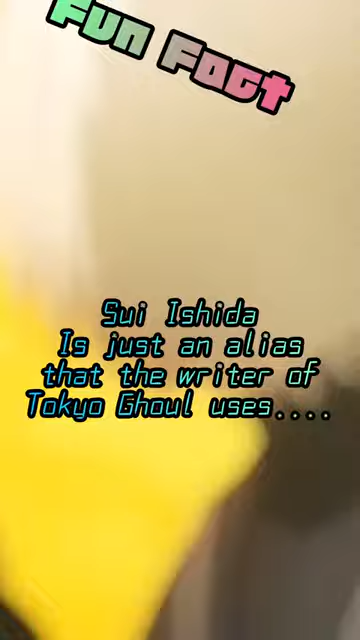 Fun Fact
Sui Ishida
Is just an alias
that the writer of
Tokyo Ghoul uses....